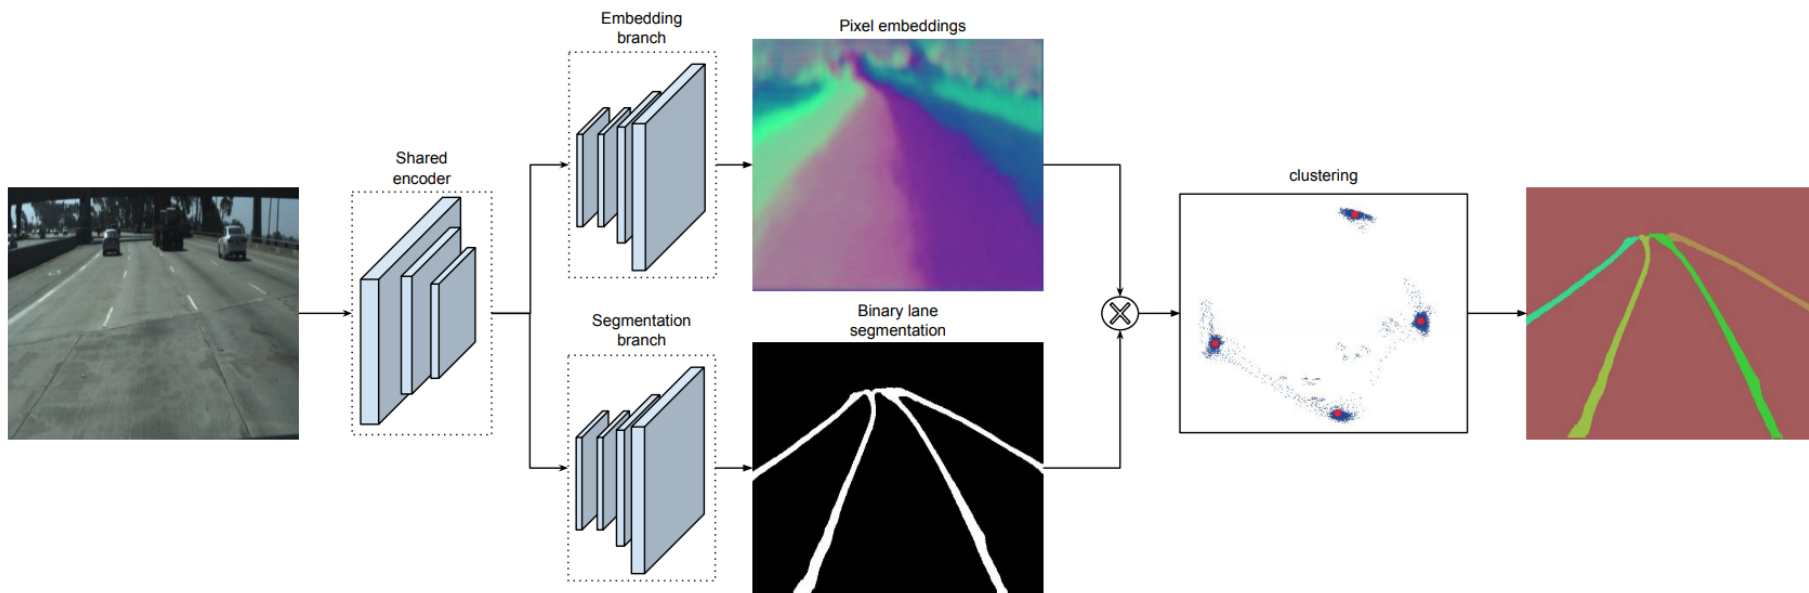 Embedding
branch
Pixel embeddings
Shared
encoder
clustering
Segmentation
branch
Binary lane
segmentation